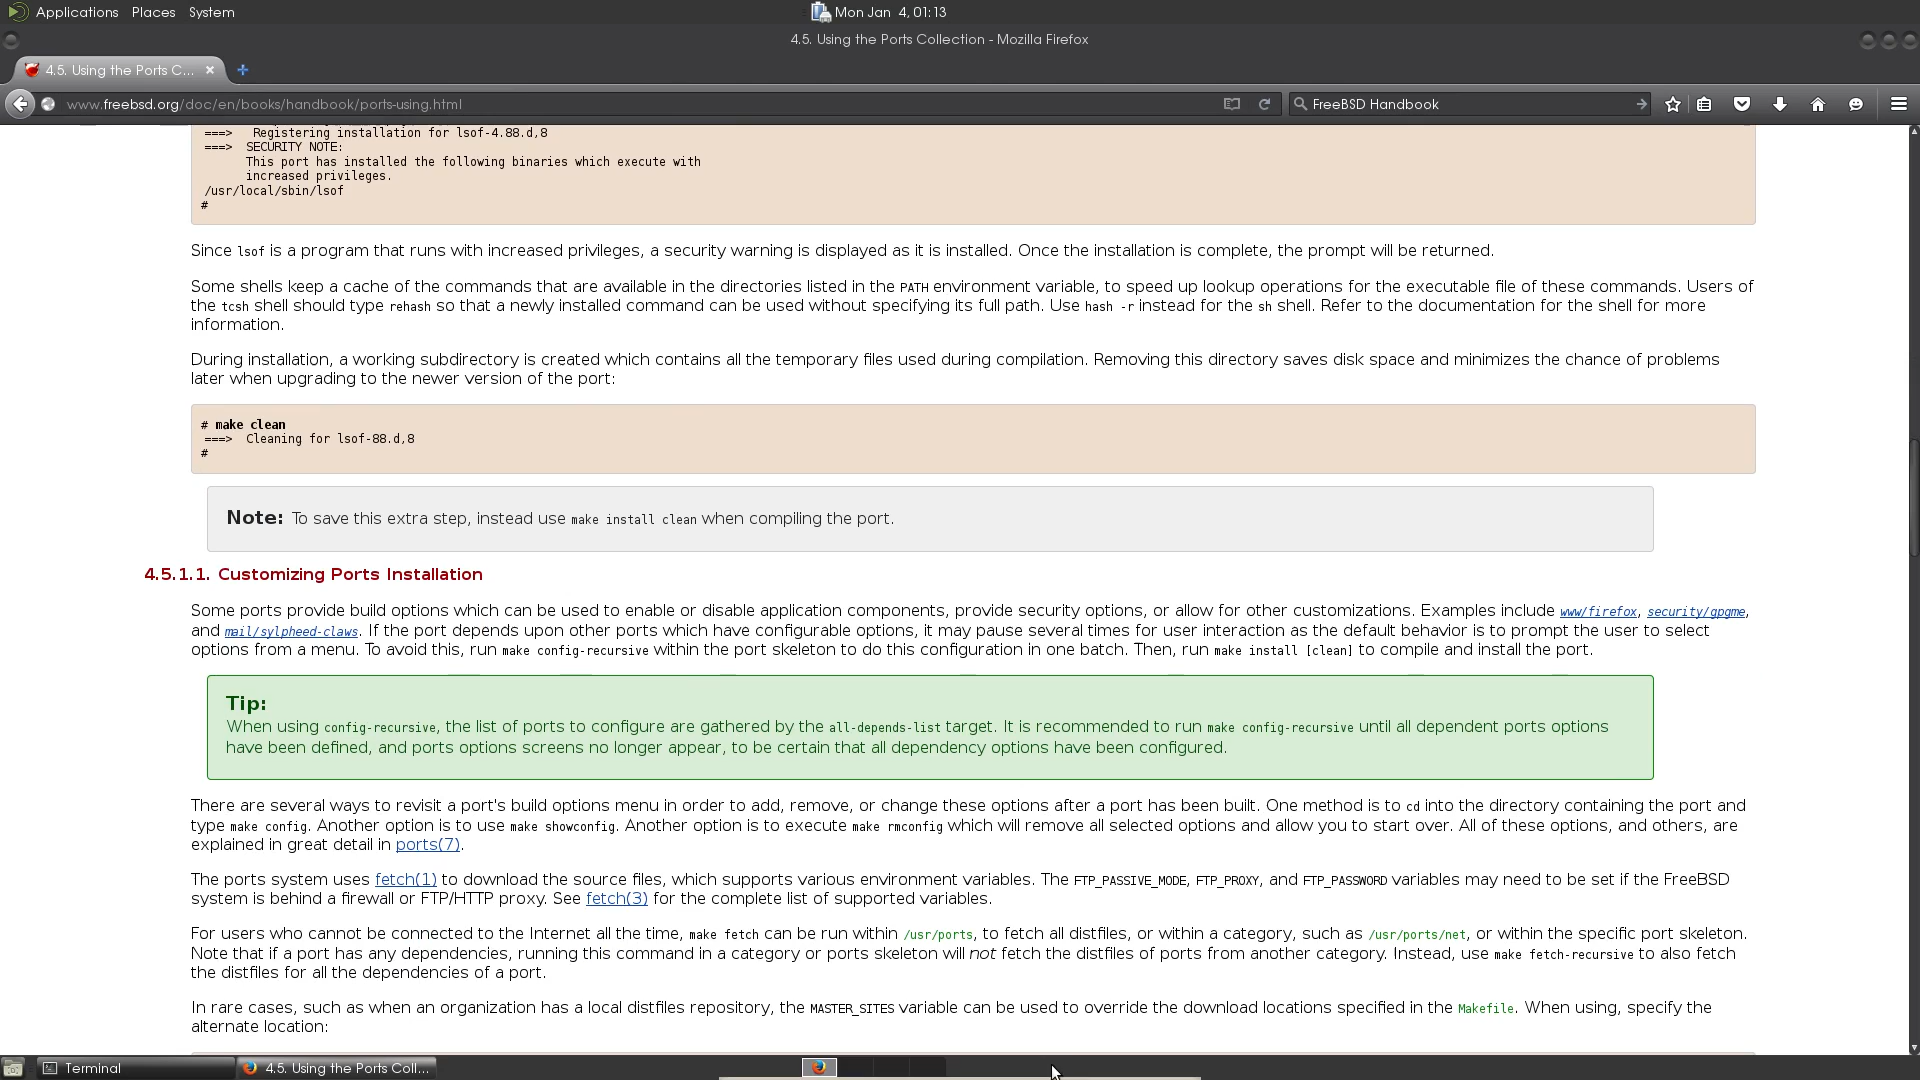 Applications Places System
Mon Jan 4, 01:13
4.5. Using the Ports Collection - Mozilla Firefox
4.5. Using the Ports C...
www.freebsd.org/doc/en/books/handbook/ports-using.html
FreeBSD Handbook
===> Registering installation for lsof-4.88.d,8
===> SECURITY NOTE:
This port has installed the following binaries which execute with
increased privileges.
/usr/local/sbin/lsof
#
Since lsof is a program that runs with increased privileges, a security warning is displayed as it is installed. Once the installation is complete, the prompt will be returned.
Some shells keep a cache of the commands that are available in the directories listed in the PATH environment variable, to speed up lookup operations for the executable file of these commands. Users of
the tcsh shell should type rehash so that a newly installed command can be used without specifying its full path. Use hash -r instead for the sh shell. Refer to the documentation for the shell for more
information.
During installation, a working subdirectory is created which contains all the temporary files used during compilation. Removing this directory saves disk space and minimizes the chance of problems
later when upgrading to the newer version of the port:
# make clean
===> Cleaning for lsof-88.d,8
#
Note: To save this extra step, instead use make install clean when compiling the port.
4.5.1.1. Customizing Ports Installation
Some ports provide build options which can be used to enable or disable application components, provide security options, or allow for other customizations. Examples include www/firefox, security/gpgme,
and mail/sylpheed-claws. If the port depends upon other ports which have configurable options, it may pause several times for user interaction as the default behavior is to prompt the user to select
options from a menu. To avoid this, run make config-recursive within the port skeleton to do this configuration in one batch. Then, run make install [clean] to compile and install the port.
Tip:
When using config-recursive, the list of ports to configure are gathered by the all-depends-list target. It is recommended to run make config-recursive until all dependent ports options
have been defined, and ports options screens no longer appear, to be certain that all dependency options have been configured.
There are several ways to revisit a port's build options menu in order to add, remove, or change these options after a port has been built. One method is to cd into the directory containing the port and
type make config. Another option is to use make showconfig. Another option is to execute make rmconfig which will remove all selected options and allow you to start over. All of these options, and others, are
explained in great detail in ports(7).
The ports system uses fetch(1) to download the source files, which supports various environment variables. The FTP_PASSIVE_MODE, FTP_PROXY, and FTP_PASSWORD variables may need to be set if the FreeBSD
system is behind a firewall or FTP/HTTP proxy. See fetch(3) for the complete list of supported variables.
For users who cannot be connected to the Internet all the time, make fetch can be run within /usr/ports, to fetch all distfiles, or within a category, such as /usr/ports/net, or within the specific port skeleton.
Note that if a port has any dependencies, running this command in a category or ports skeleton will not fetch the distfiles of ports from another category. Instead, use make fetch-recursive to also fetch
the distfiles for all the dependencies of a port.
In rare cases, such as when an organization has a local distfiles repository, the MASTER_SITES variable can be used to override the download locations specified in the Makefile. When using, specify the
alternate location:
Terminal
4.5. Using the Ports Coll...